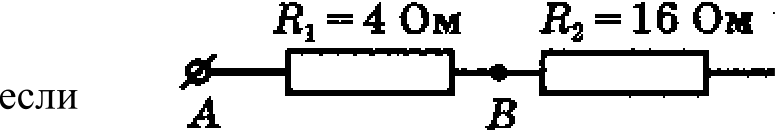 R₁ = 4 Ом R₂ = 16 Ом
если A B